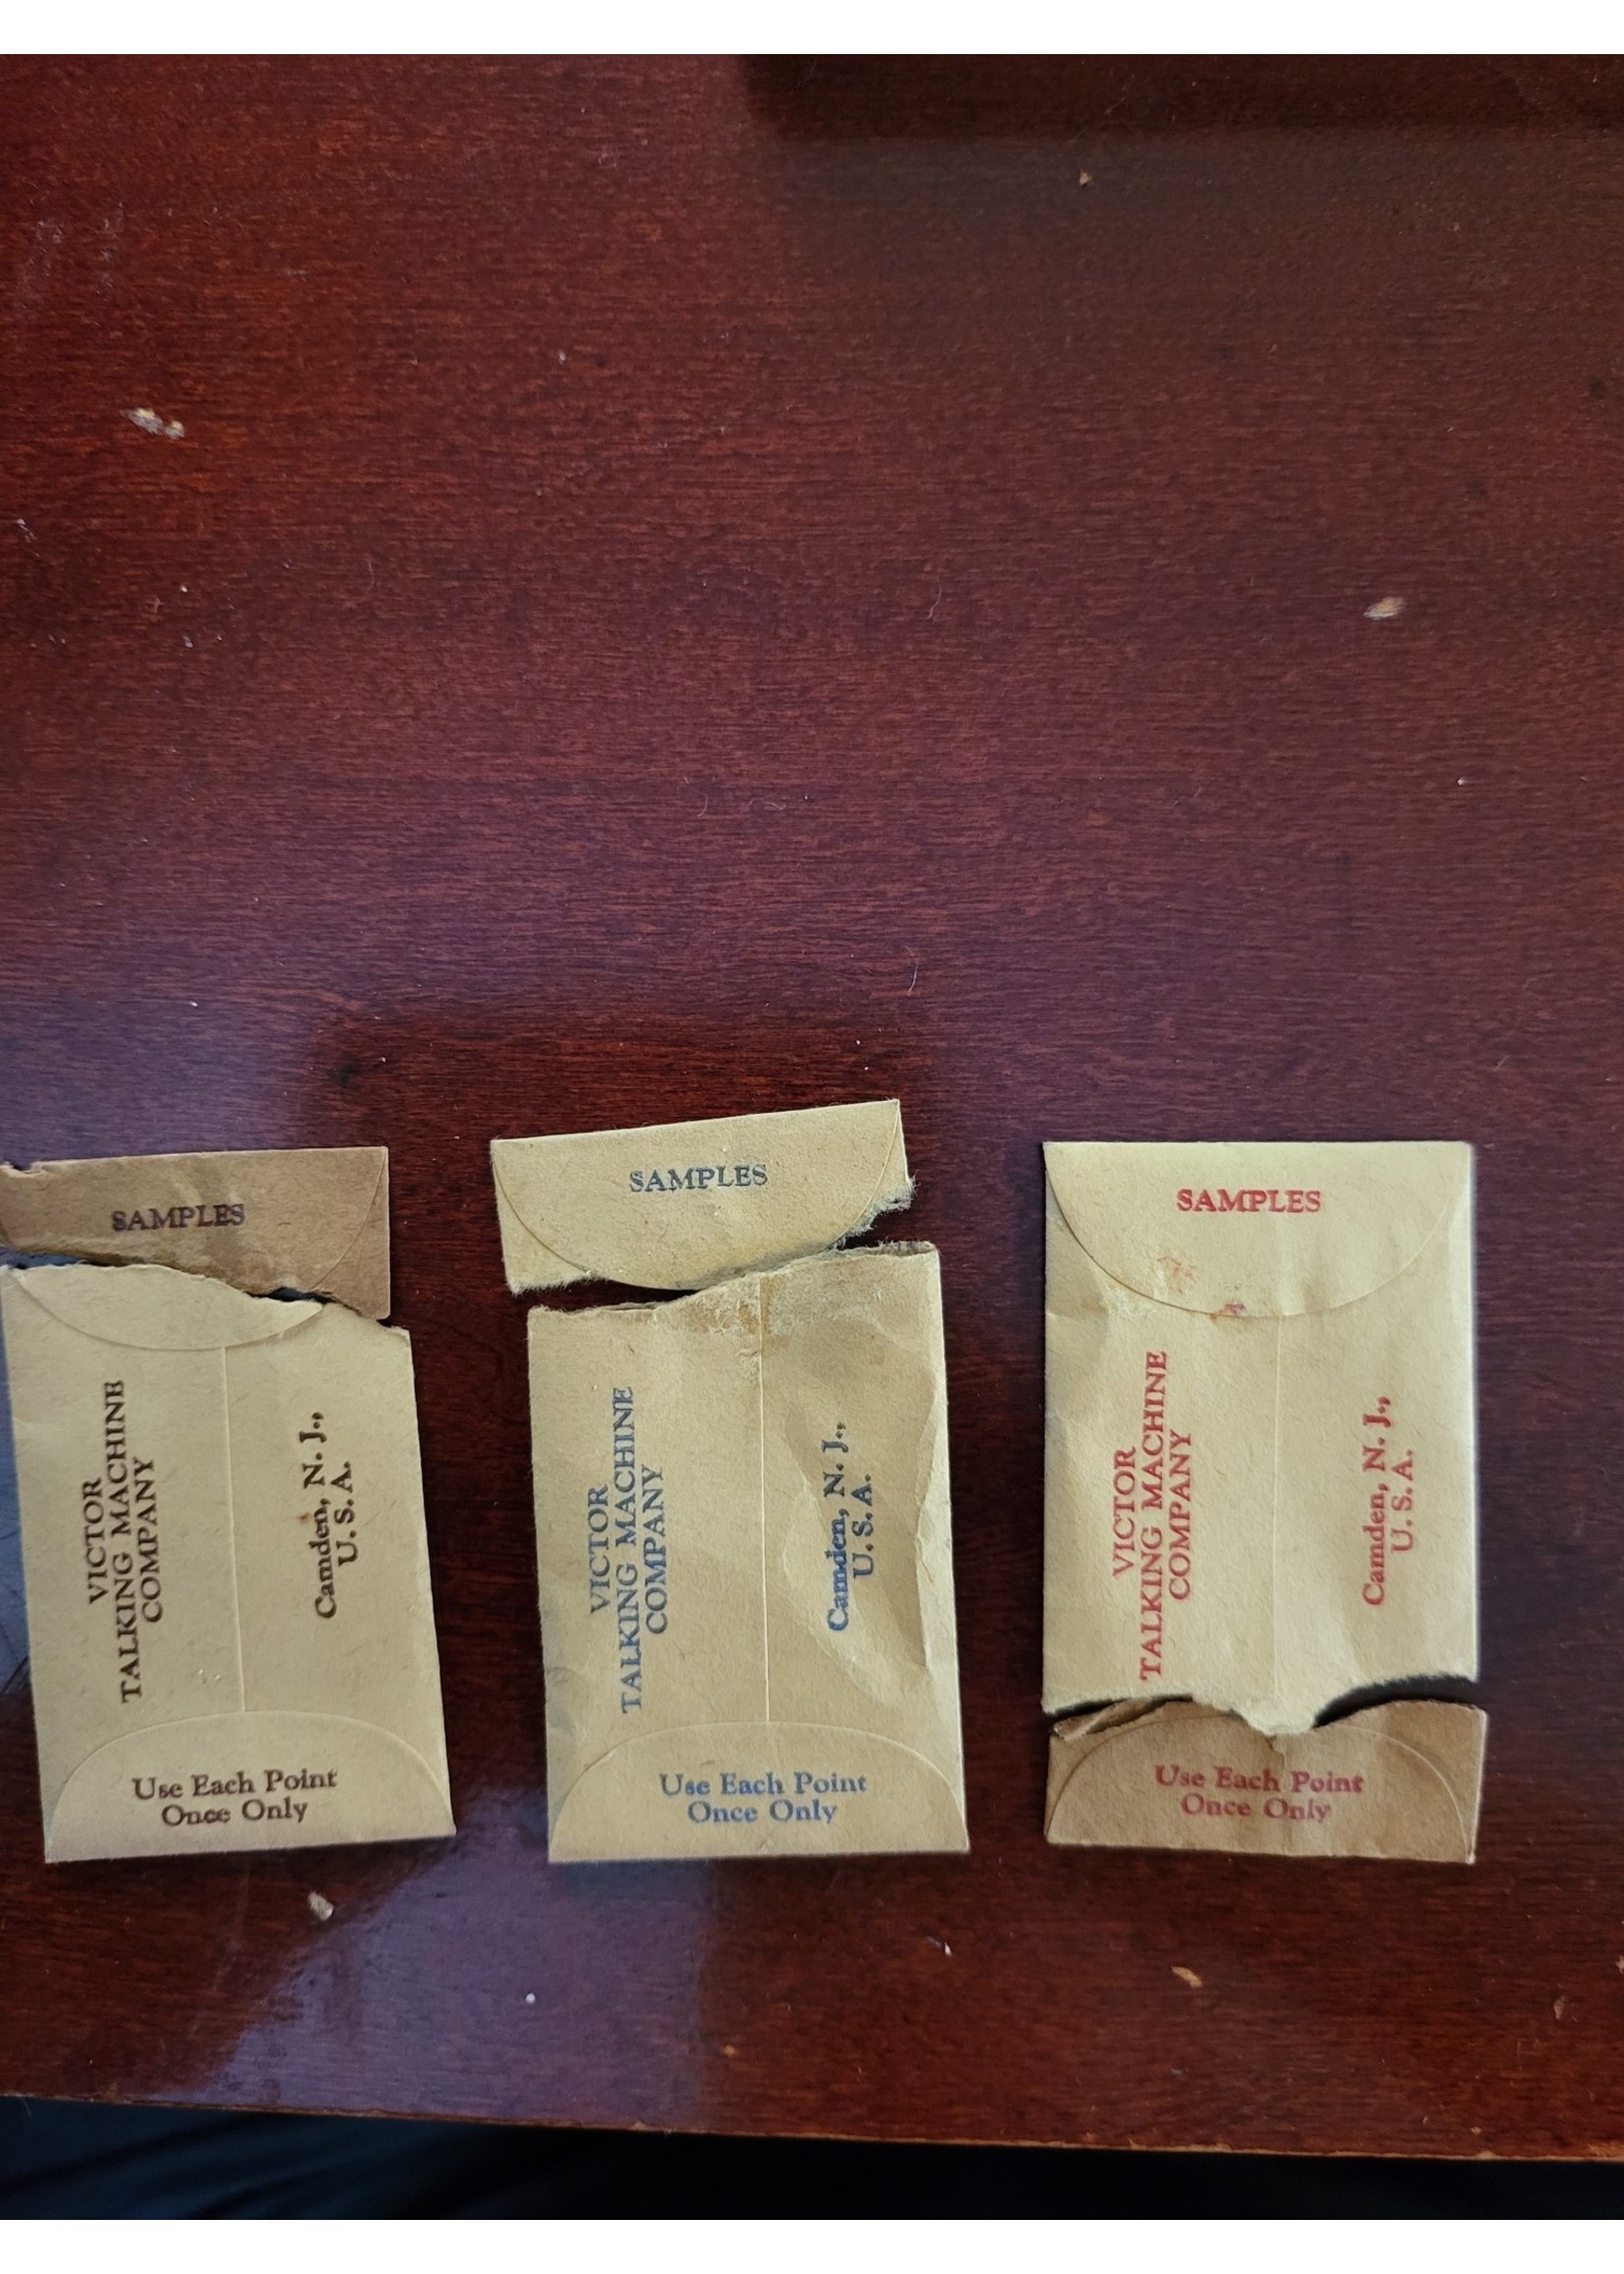 SAMPLES
VICTOR
TALKING MACHINE
COMPANY
Camden, N. J.,
U. S. A.
Use Each Point
Once Only
SAMPLES
VICTOR
TALKING MACHINE
COMPANY
Camden, N. J.,
U. S. A.
Use Each Point
Once Only
SAMPLES
VICTOR
TALKING MACHINE
COMPANY
Camden, N. J.,
U. S. A.
Use Each Point
Once Only